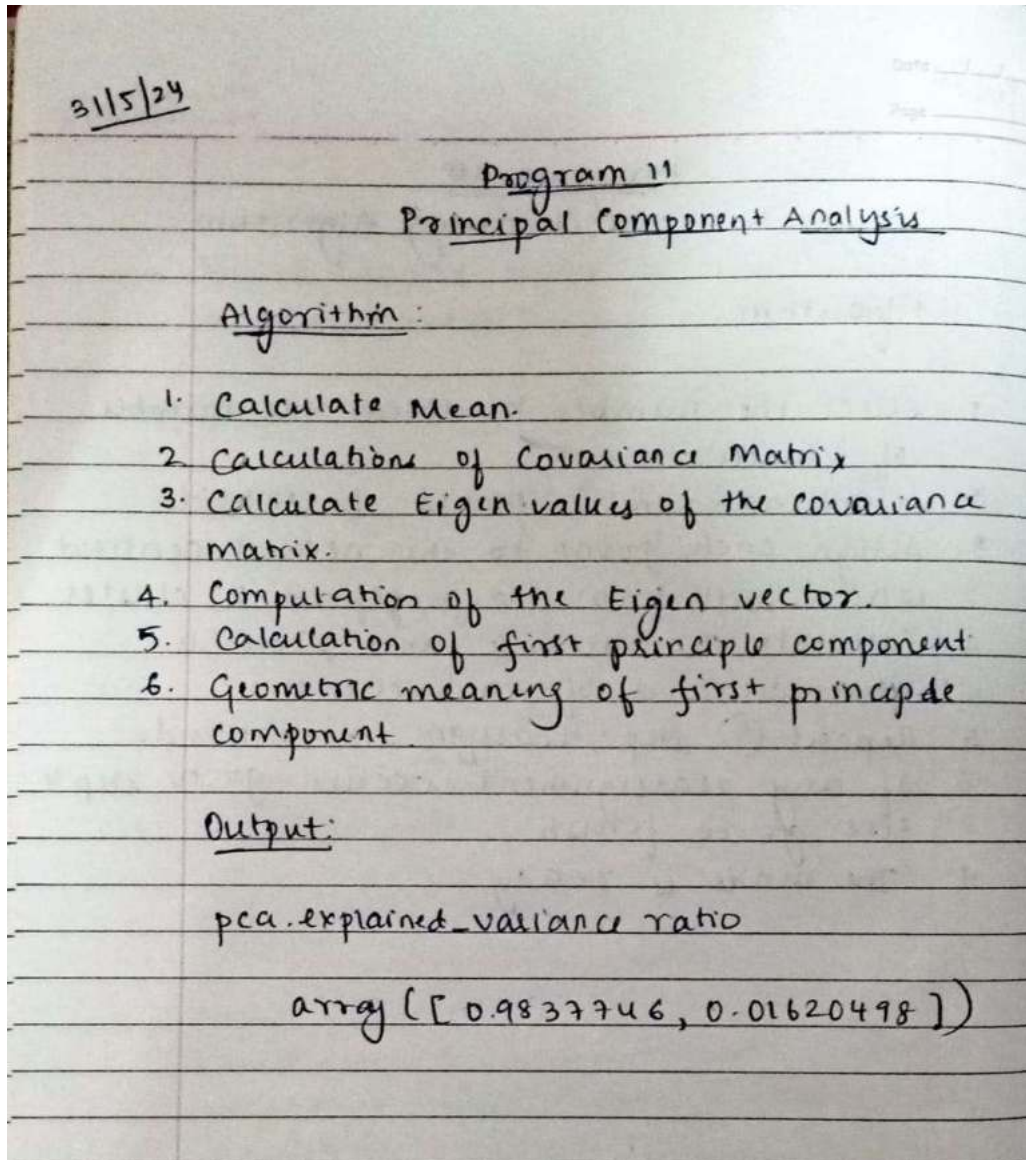 Date
Page
31/5/24
Program 11
Principal Component Analysis
Algorithm :
1. Calculate Mean.
2 Calculations of Covariance Matrix
3. Calculate Eigen values of the covariance
matrix.
4. Computation of the Eigen vector.
5. Calculation of first principle component
6. Geometric meaning of first principle
component.
Output:
pca.explained_variance ratio
array ([0.9837746, 0.01620498])